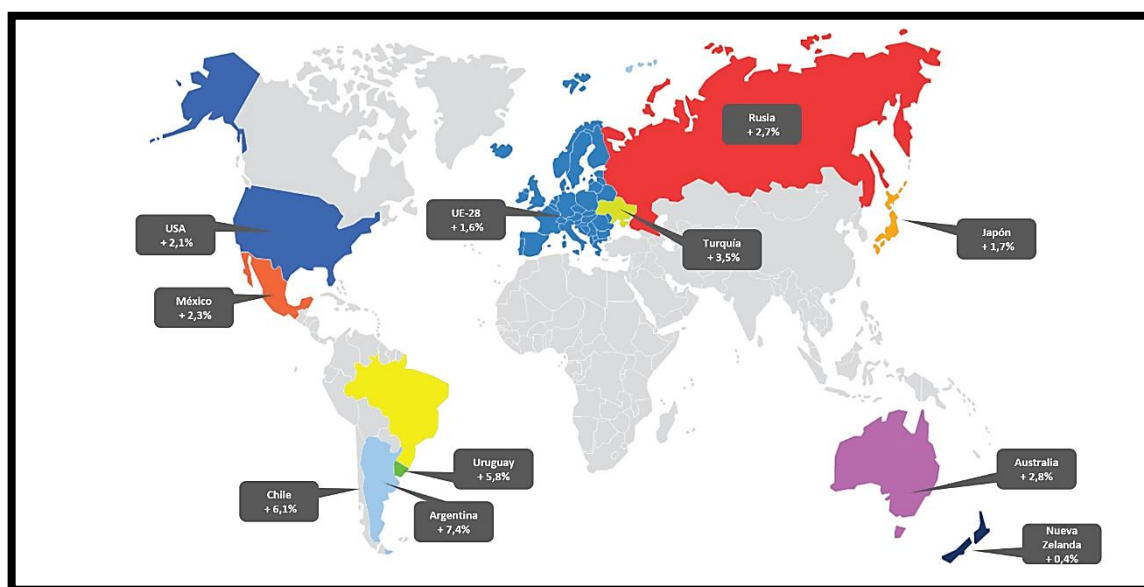 Rusia
+ 2,7%
USA
+ 2,1%
UE-28
+ 1,6%
Turquía
+ 3,5%
Japón
+ 1,7%
México
+ 2,3%
Uruguay
+ 5,8%
Chile
+ 6,1%
Argentina
+ 7,4%
Australia
+ 2,8%
Nueva
Zelanda
+ 0,4%